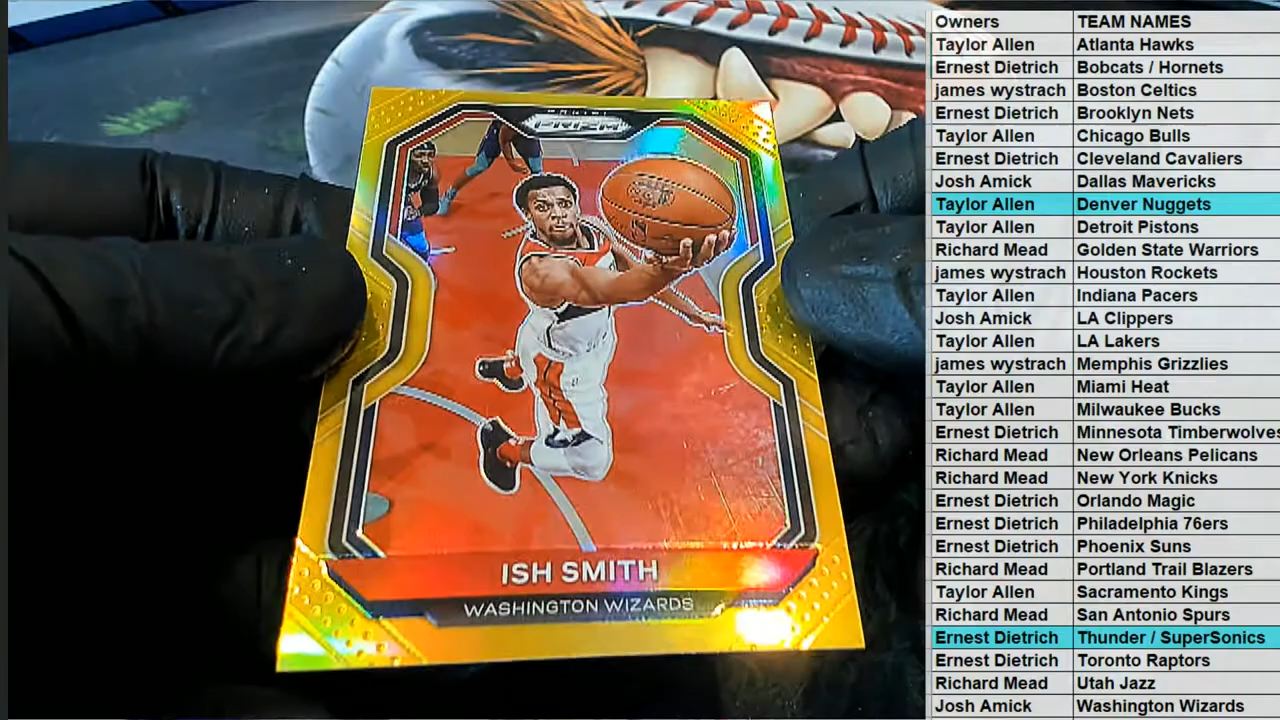 PANINI
PRIZM
ISH SMITH
WASHINGTON WIZARDS
Owners TEAM NAMES
Taylor Allen Atlanta Hawks
Ernest Dietrich Bobcats / Hornets
james wystrach Boston Celtics
Ernest Dietrich Brooklyn Nets
Taylor Allen Chicago Bulls
Ernest Dietrich Cleveland Cavaliers
Josh Amick Dallas Mavericks
Taylor Allen Denver Nuggets
Taylor Allen Detroit Pistons
Richard Mead Golden State Warriors
james wystrach Houston Rockets
Taylor Allen Indiana Pacers
Josh Amick LA Clippers
Taylor Allen LA Lakers
james wystrach Memphis Grizzlies
Taylor Allen Miami Heat
Taylor Allen Milwaukee Bucks
Ernest Dietrich Minnesota Timberwolves
Richard Mead New Orleans Pelicans
Richard Mead New York Knicks
Ernest Dietrich Orlando Magic
Ernest Dietrich Philadelphia 76ers
Ernest Dietrich Phoenix Suns
Richard Mead Portland Trail Blazers
Taylor Allen Sacramento Kings
Richard Mead San Antonio Spurs
Ernest Dietrich Thunder / SuperSonics
Ernest Dietrich Toronto Raptors
Richard Mead Utah Jazz
Josh Amick Washington Wizards